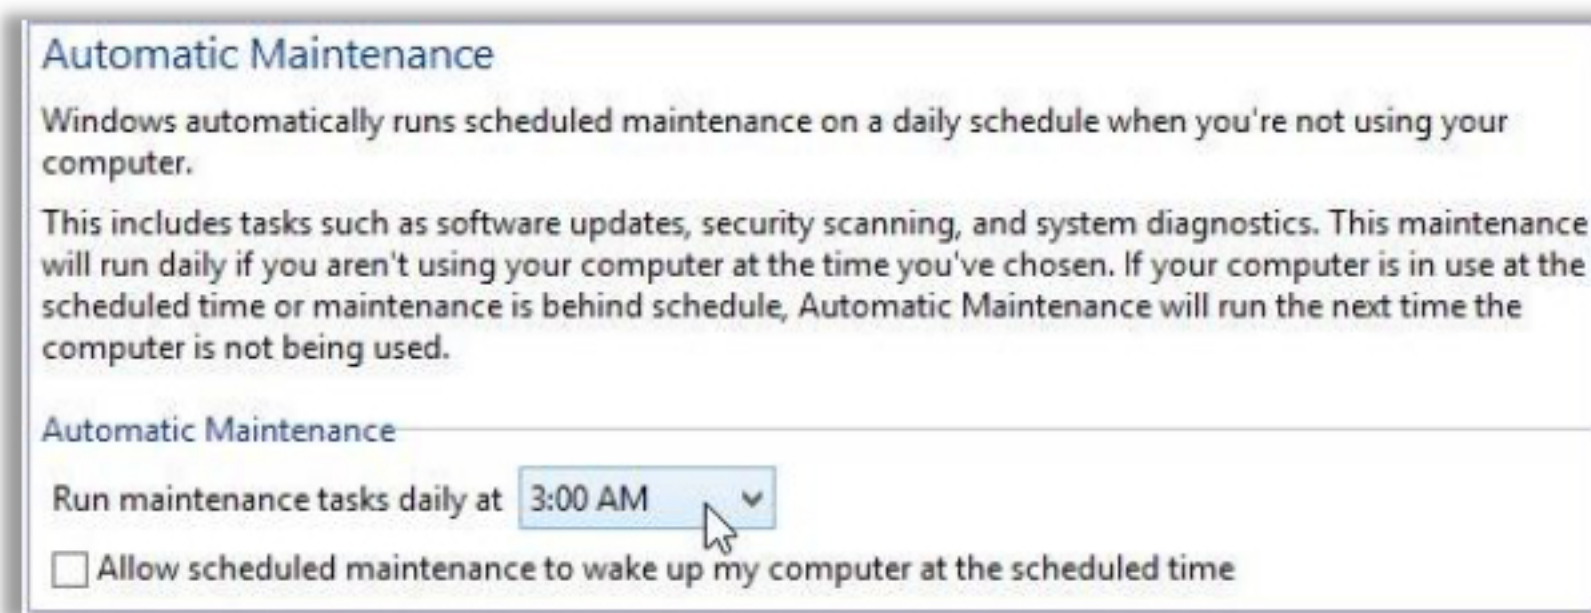 Automatic Maintenance
Windows automatically runs scheduled maintenance on a daily schedule when you're not using your
computer.
This includes tasks such as software updates, security scanning, and system diagnostics. This maintenance
will run daily if you aren't using your computer at the time you've chosen. If your computer is in use at the
scheduled time or maintenance is behind schedule, Automatic Maintenance will run the next time the
computer is not being used.
Automatic Maintenance
Run maintenance tasks daily at 3:00 AM
Allow scheduled maintenance to wake up my computer at the scheduled time